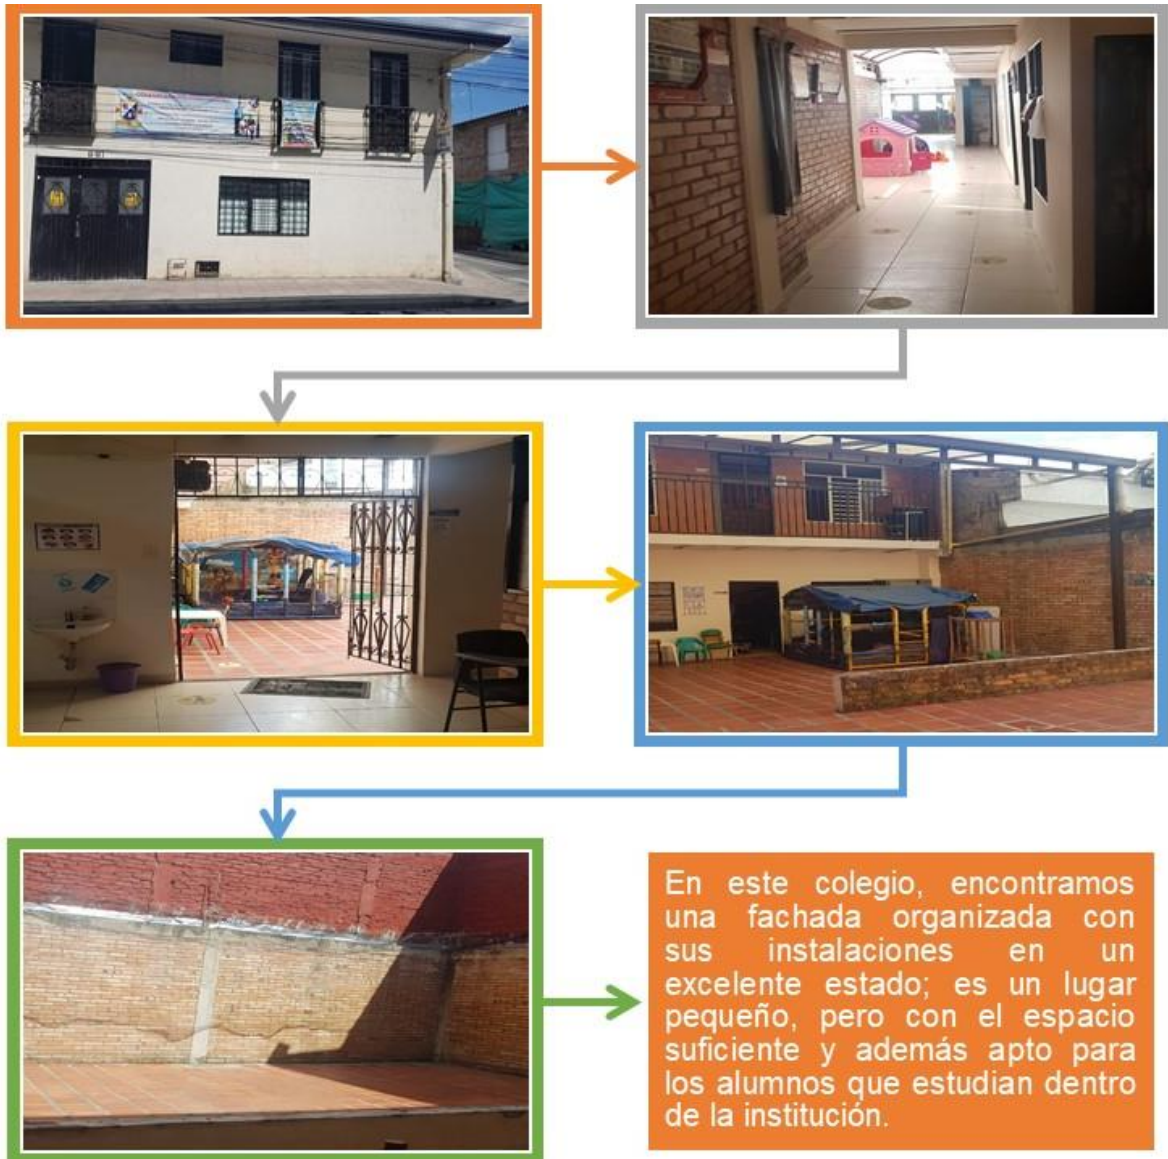 En este colegio, encontramos
una fachada organizada con
sus instalaciones en un
excelente estado; es un lugar
pequeño, pero con el espacio
suficiente y además apto para
los alumnos que estudian dentro
de la institución.